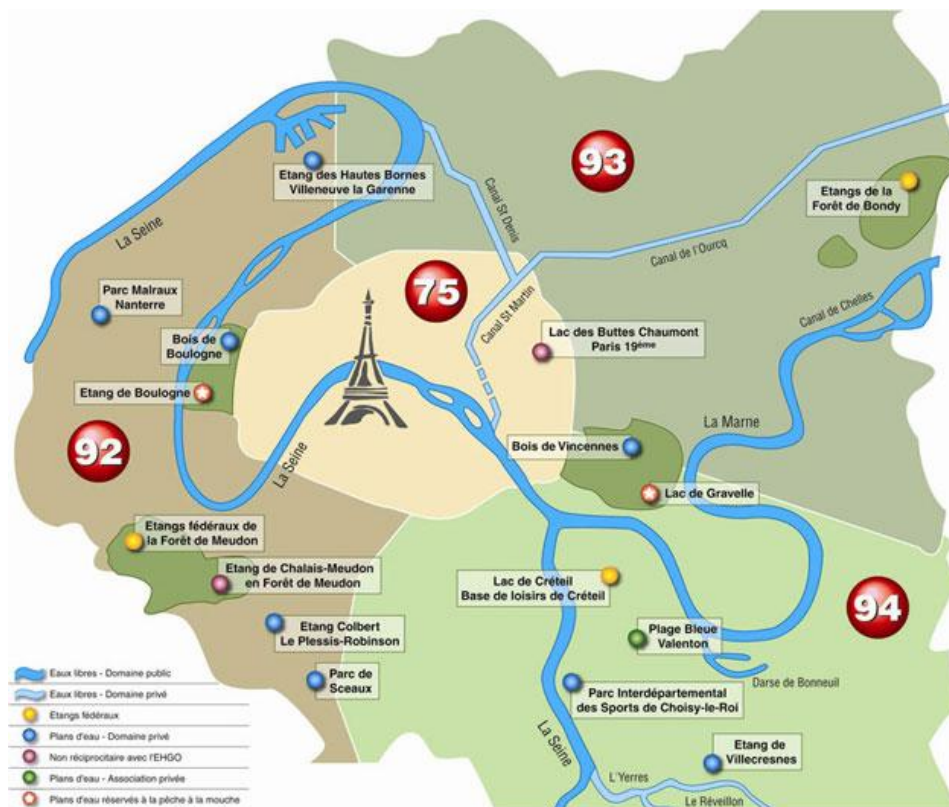 93
Etang des Hautes Bornes
Villeneuve la Garenne
Canal St Denis
Etangs de la
Forêt de Bondy
La Seine
Canal de l'Ourcq
75
Parc Malraux
Nanterre
Canal St Martin
Canal de Chelles
Bois de
Boulogne
Lac des Buttes Chaumont
Paris 19ème
Etang de Boulogne
La Marne
92
La Seine
Bois de Vincennes
Lac de Gravelle
Etangs fédéraux de
la Forêt de Meudon
Etang de Chalais-Meudon
en Forêt de Meudon
Lac de Créteil
Base de loisirs de Créteil
94
Etang Colbert
Le Plessis-Robinson
Plage Bleue
Valenton
Parc de
Sceaux
Darse de Bonneuil
Parc Interdépartemental
des Sports de Choisy-le-Roi
La Seine
Etang de
Villecresnes
L'Yerres
Le Réveillon
Eaux libres - Domaine public
Eaux libres - Domaine privé
Etangs fédéraux
Plans d'eau - Domaine privé
Non réciprocitaire avec l'EHGO
Plans d'eau - Association privée
Plans d'eau réservés à la pêche à la mouche